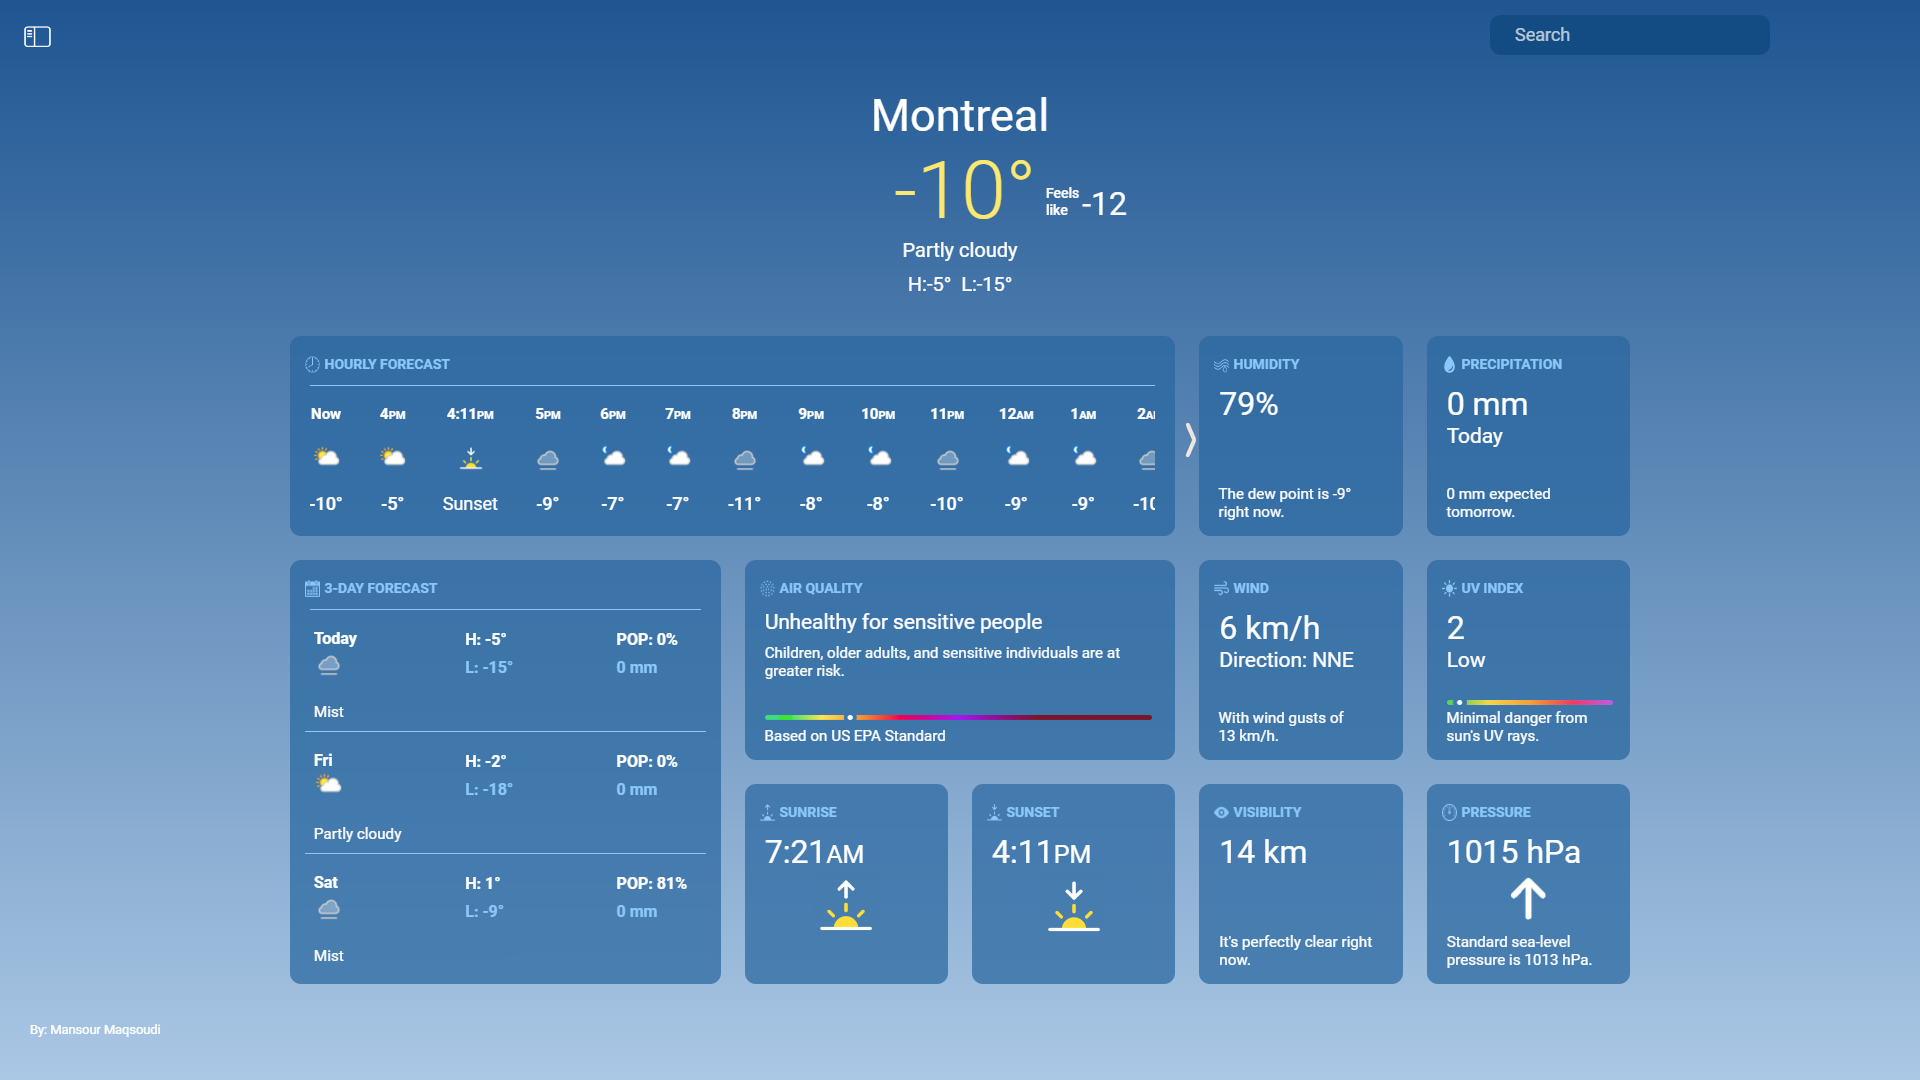 Search
Montreal
-10°
Feels like -12
Partly cloudy
H:-5° L:-15°
HOURLY FORECAST
Now 4PM 4:11PM 5PM 6PM 7PM 8PM 9PM 10PM 11PM 12AM 1AM
-10° -5° Sunset -9° -7° -7° -11° -8° -8° -10° -9° -9°
HUMIDITY
79%
The dew point is -9°
right now.
PRECIPITATION
0 mm
Today
0 mm expected
tomorrow.
3-DAY FORECAST
Today H: -5° POP: 0%
L: -15° 0 mm
Mist
Fri H: -2° POP: 0%
L: -18° 0 mm
Partly cloudy
Sat H: 1° POP: 81%
L: -9° 0 mm
Mist
AIR QUALITY
Unhealthy for sensitive people
Children, older adults, and sensitive individuals are at
greater risk.
Based on US EPA Standard
WIND
6 km/h
Direction: NNE
With wind gusts of
13 km/h.
UV INDEX
2
Low
Minimal danger from
sun's UV rays.
SUNRISE
7:21AM
SUNSET
4:11PM
VISIBILITY
14 km
It's perfectly clear right
now.
PRESSURE
1015 hPa
Standard sea-level
pressure is 1013 hPa.
By: Mansour Maqsoudi